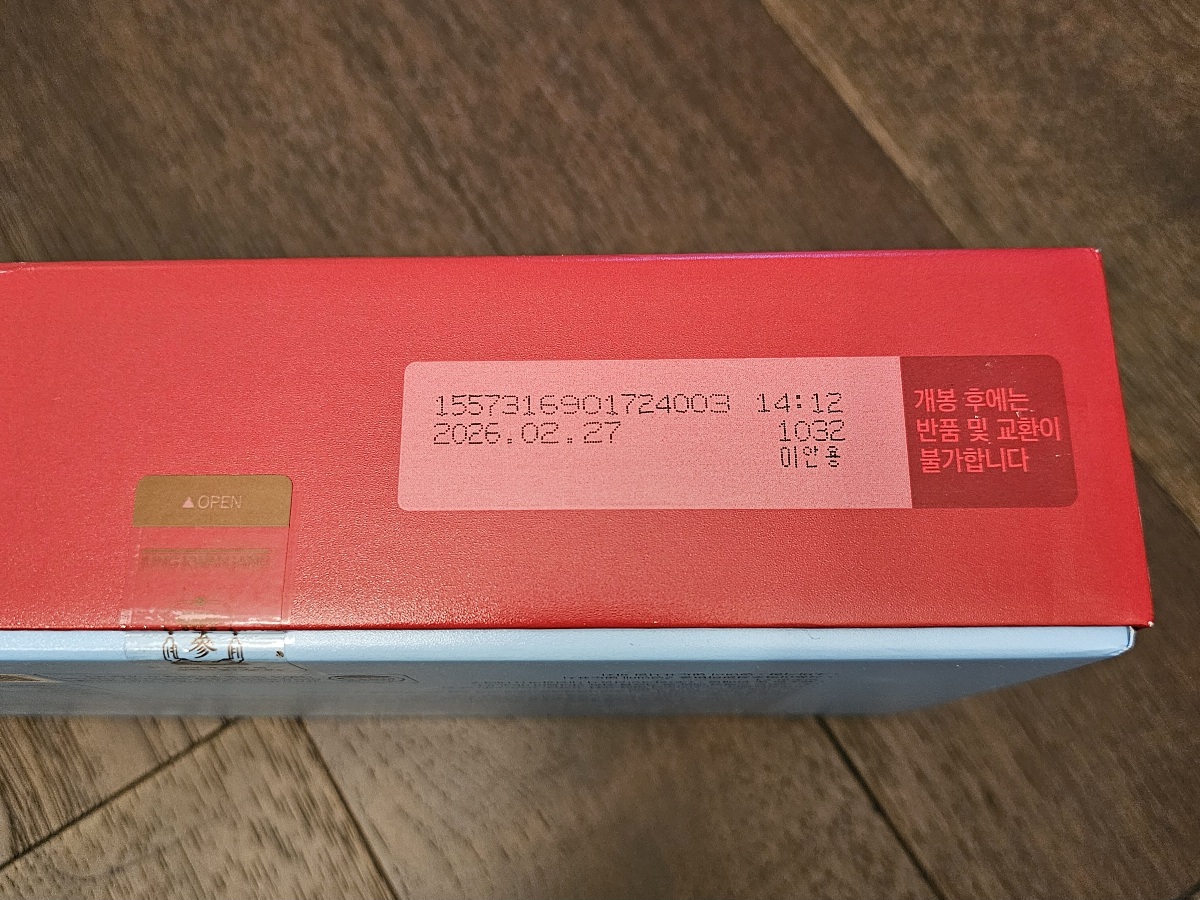 1557316901724003 14:12
2026.02.27 1032
이안용
개봉 후에는
반품 및 교환이
불가합니다
▲OPEN
蔘